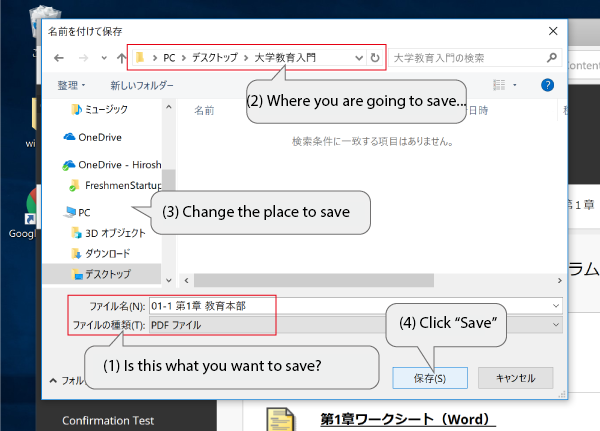 名前を付けて保存
PC › デスクトップ › 大学教育入門
大学教育入門の検索
整理
新しいフォルダー
(2) Where you are going to save...
ミュージック
名前
日時
検索条件に一致する項目はありません。
OneDrive
OneDrive - Hirosh
FreshmenStartup
PC
(3) Change the place to save
3D オブジェクト
ダウンロード
デスクトップ
ファイル名(N): 01-1 第1章 教育本部
ファイルの種類(T): PDF ファイル
(4) Click “Save”
(1) Is this what you want to save?
フォル
保存(S)
キャンセル
Google
Content
第1章
ラム
Confirmation Test
第1章ワークシート（Word）